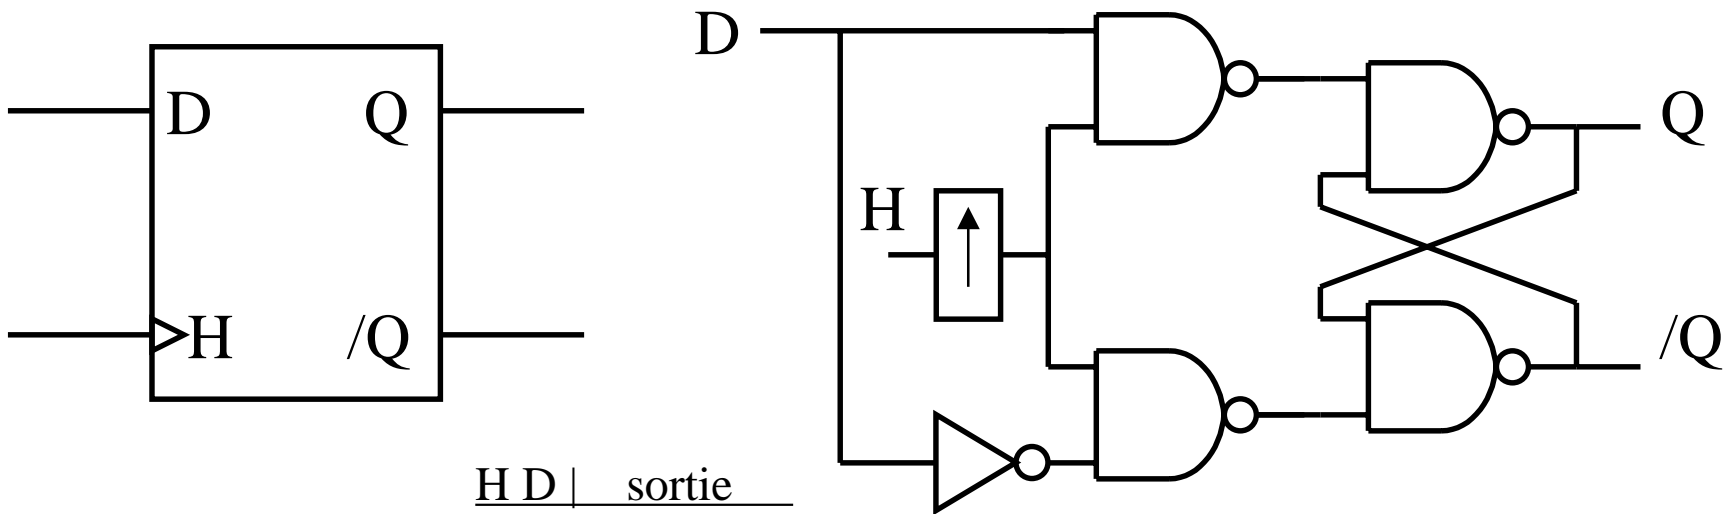 D Q
H /Q
D
H
Q
/Q
H D | sortie